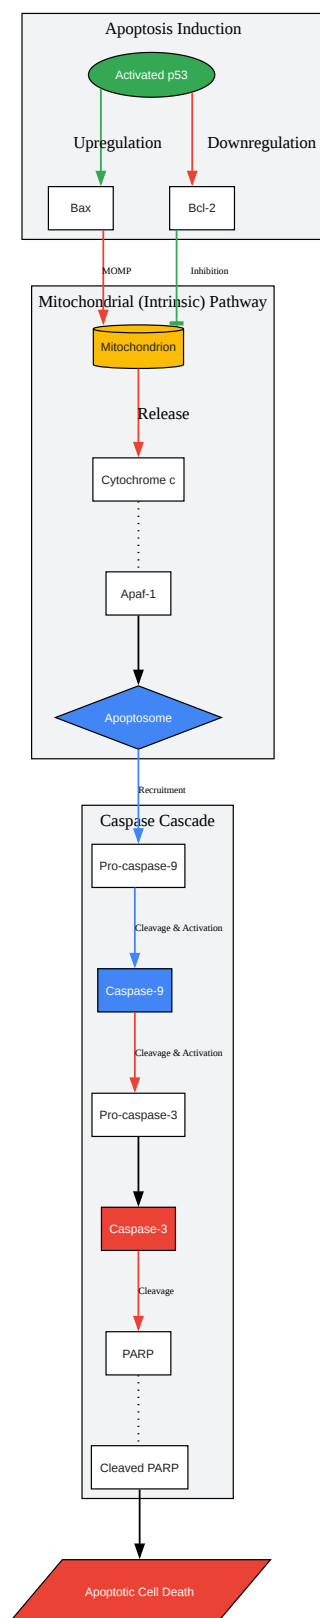 Apoptosis Induction
Activated p53
Upregulation
Downregulation
Bax
Bcl-2
MOMP
Inhibition
Mitochondrial (Intrinsic) Pathway
Mitochondrion
Release
Cytochrome c
Apaf-1
Apoptosome
Recruitment
Caspase Cascade
Pro-caspase-9
Cleavage & Activation
Caspase-9
Cleavage & Activation
Pro-caspase-3
Caspase-3
Cleavage
PARP
Cleaved PARP
Apoptotic Cell Death